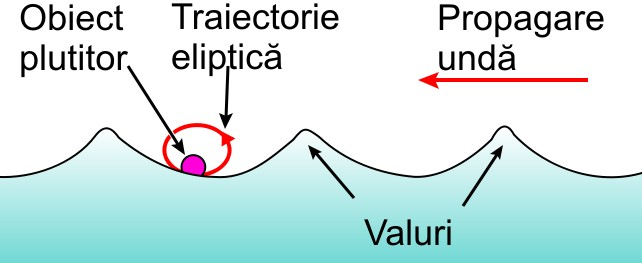 Obiect
plutitor
Traiectorie
eliptică
Propagare
undă
Valuri